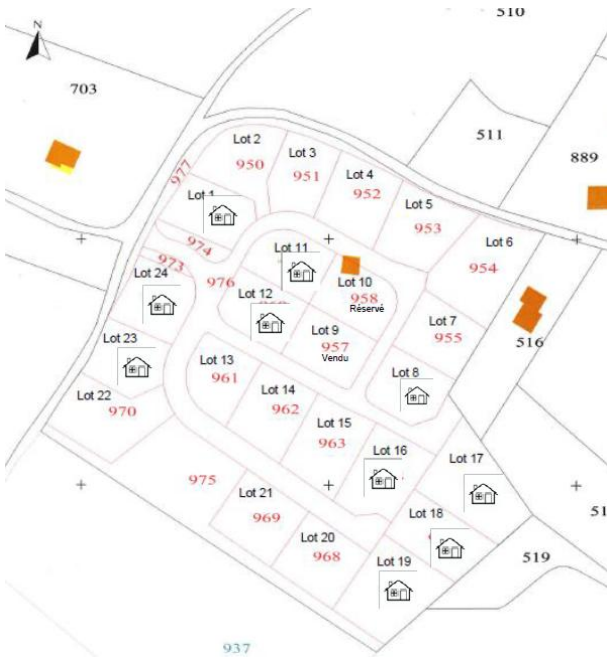 510
N
703
511
889
Lot 2
950
Lot 3
951
Lot 4
952
977
Lot 1
Lot 5
953
Lot 6
954
974
973
Lot 24
976
Lot 11
Lot 10
958
Réservé
Lot 12
Lot 9
957
Vendu
Lot 7
955
516
Lot 23
Lot 13
961
Lot 8
Lot 22
970
Lot 14
962
Lot 15
963
Lot 16
Lot 17
975
Lot 21
969
Lot 18
51
Lot 20
968
Lot 19
519
937